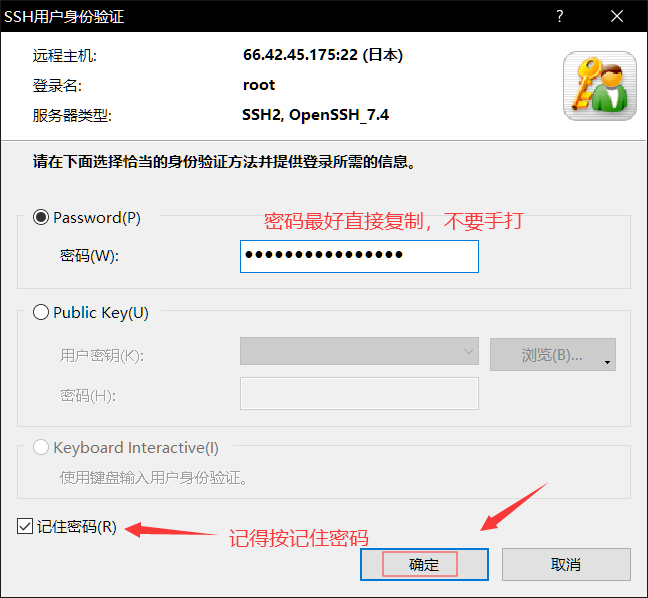 SSH用户身份验证
?
远程主机: 66.42.45.175:22 (日本)
登录名: root
服务器类型: SSH2, OpenSSH_7.4
请在下面选择恰当的身份验证方法并提供登录所需的信息。
Password(P)
密码最好直接复制，不要手打
密码(W): ••••••••••••••••
Public Key(U)
用户密钥(K): 浏览(B)...
密码(H):
Keyboard Interactive(I)
使用键盘输入用户身份验证。
记住密码(R)
记得按记住密码
确定 取消